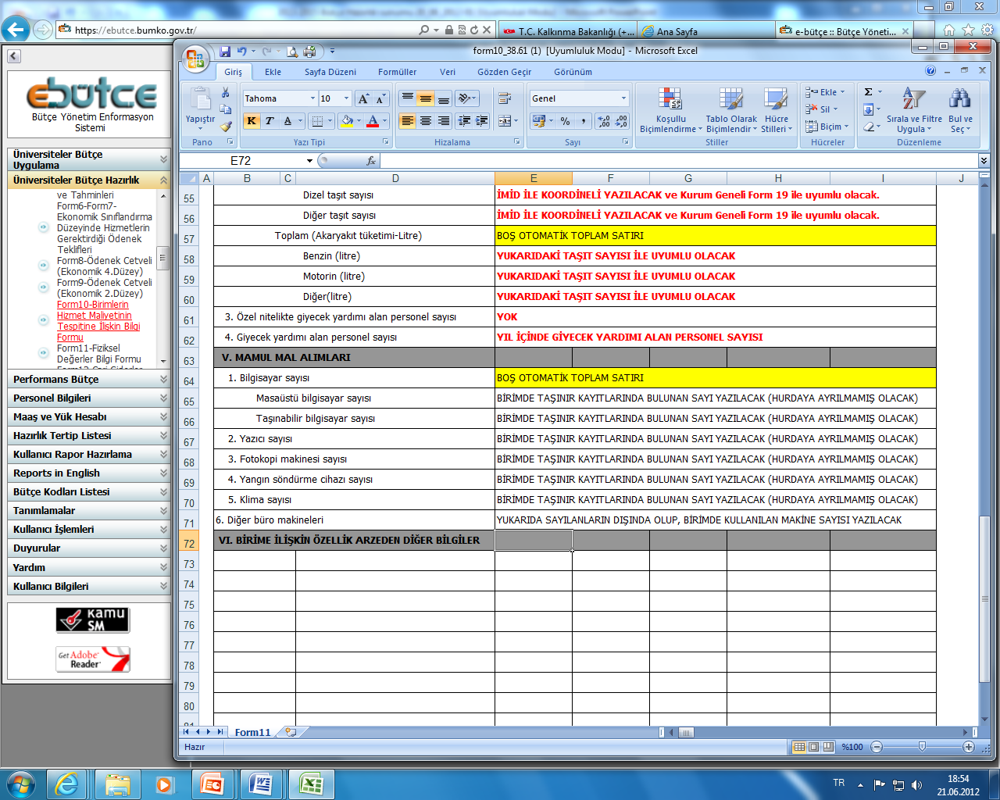 https://ebutce.bumko.gov.tr/
T.C. Kalkınma Bakanlığı (+...
Ana Sayfa
e-bütçe :: Bütçe Yöneti...
form10_38.61 (1) [Uyumluluk Modu] - Microsoft Excel
Giriş Ekle Sayfa Düzeni Formüller Veri Gözden Geçir Görünüm
Yapıştır
Tahoma 10
K T A
Genel
Koşullu Biçimlendirme
Tablo Olarak Biçimlendir
Hücre Stilleri
Ekle
Sil
Biçim
Sırala ve Filtre Uygula
Bul ve Seç
Pano Yazı Tipi Hizalama Sayı Stiller Hücreler Düzenleme
E72 fx
A B C D E F G H I J
55 Dizel taşıt sayısı İMİD İLE KOORDİNELİ YAZILACAK ve Kurum Geneli Form 19 ile uyumlu olacak.
56 Diğer taşıt sayısı İMİD İLE KOORDİNELİ YAZILACAK ve Kurum Geneli Form 19 ile uyumlu olacak.
57 Toplam (Akaryakıt tüketimi-Litre) BOŞ OTOMATİK TOPLAM SATIRI
58 Benzin (litre) YUKARIDAKİ TAŞIT SAYISI İLE UYUMLU OLACAK
59 Motorin (litre) YUKARIDAKİ TAŞIT SAYISI İLE UYUMLU OLACAK
60 Diğer(litre) YUKARIDAKİ TAŞIT SAYISI İLE UYUMLU OLACAK
61 3. Özel nitelikte giyecek yardımı alan personel sayısı YOK
62 4. Giyecek yardımı alan personel sayısı YIL İÇİNDE GİYECEK YARDIMI ALAN PERSONEL SAYISI
63 V. MAMUL MAL ALIMLARI
64 1. Bilgisayar sayısı BOŞ OTOMATİK TOPLAM SATIRI
65 Masaüstü bilgisayar sayısı BİRİMDE TAŞINIR KAYITLARINDA BULUNAN SAYI YAZILACAK (HURDAYA AYRILMAMIŞ OLACAK)
66 Taşınabilir bilgisayar sayısı BİRİMDE TAŞINIR KAYITLARINDA BULUNAN SAYI YAZILACAK (HURDAYA AYRILMAMIŞ OLACAK)
67 2. Yazıcı sayısı BİRİMDE TAŞINIR KAYITLARINDA BULUNAN SAYI YAZILACAK (HURDAYA AYRILMAMIŞ OLACAK)
68 3. Fotokopi makinesi sayısı BİRİMDE TAŞINIR KAYITLARINDA BULUNAN SAYI YAZILACAK (HURDAYA AYRILMAMIŞ OLACAK)
69 4. Yangın söndürme cihazı sayısı BİRİMDE TAŞINIR KAYITLARINDA BULUNAN SAYI YAZILACAK (HURDAYA AYRILMAMIŞ OLACAK)
70 5. Klima sayısı BİRİMDE TAŞINIR KAYITLARINDA BULUNAN SAYI YAZILACAK (HURDAYA AYRILMAMIŞ OLACAK)
71 6. Diğer büro makineleri YUKARIDA SAYILANLARIN DIŞINDA OLUP, BİRİMDE KULLANILAN MAKİNE SAYISI YAZILACAK
72 VI. BİRİME İLİŞKİN ÖZELLİK ARZEDEN DİĞER BİLGİLER
73
74
75
76
77
78
79
80
81
Form11
Hazır %100
ebütçe
Bütçe Yönetim Enformasyon
Sistemi
Üniversiteler Bütçe
Uygulama
Üniversiteler Bütçe Hazırlık
ve Tahminleri
Form6-Form7-
Ekonomik Sınıflandırma
Düzeyinde Hizmetlerin
Gerektirdiği Ödenek
Teklifleri
Form8-Ödenek Cetveli
(Ekonomik 4.Düzey)
Form9-Ödenek Cetveli
(Ekonomik 2.Düzey)
Form10-Birimlerin
Hizmet Maliyetinin
Tespitine İlişkin Bilgi
Formu
Form11-Fiziksel
Değerler Bilgi Formu
Form12-Cari Giderler
Performans Bütçe
Personel Bilgileri
Maaş ve Yük Hesabı
Hazırlık Tertip Listesi
Kullanıcı Rapor Hazırlama
Reports in English
Bütçe Kodları Listesi
Tanımlamalar
Kullanıcı İşlemleri
Duyurular
Yardım
Kullanıcı Bilgileri
kamu
SM
Get Adobe
Reader
TR
18:54
21.06.2012